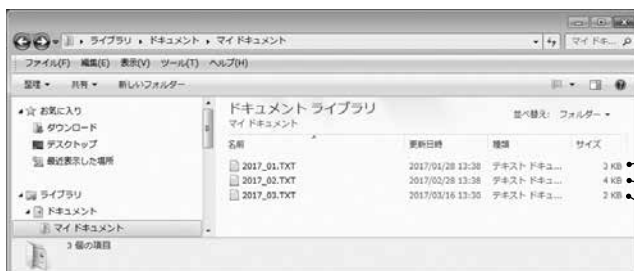 ライブラリ ▸ ドキュメント ▸ マイ ドキュメント
マイ ドキ...
ファイル(F) 編集(E) 表示(V) ツール(T) ヘルプ(H)
整理 共有 新しいフォルダー
お気に入り
ダウンロード
デスクトップ
最近表示した場所
ライブラリ
ドキュメント
マイ ドキュメント
ドキュメント ライブラリ
マイ ドキュメント
並べ替え: フォルダー
名前 更新日時 種類 サイズ
2017_01.TXT 2017/01/28 13:38 テキスト ドキュ... 3 KB
2017_02.TXT 2017/02/28 13:38 テキスト ドキュ... 4 KB
2017_03.TXT 2017/03/16 13:30 テキスト ドキュ... 2 KB
3 個の項目